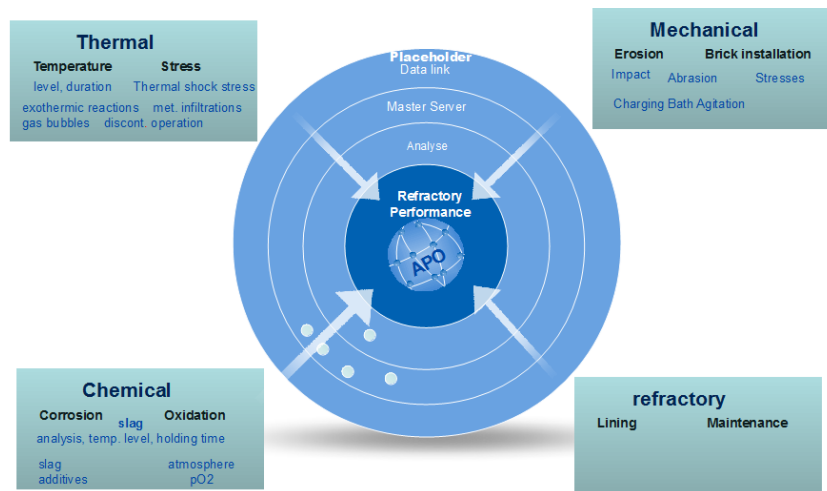 Thermal
Temperature Stress
level, duration Thermal shock stress
exothermic reactions met. infiltrations
gas bubbles discont. operation
Mechanical
Erosion Brick installation
Impact Abrasion Stresses
Charging Bath Agitation
Placeholder
Data link
Master Server
Analyse
Refractory
Performance
APO
Chemical
Corrosion Oxidation
slag
analysis, temp. level, holding time
slag atmosphere
additives pO2
refractory
Lining Maintenance